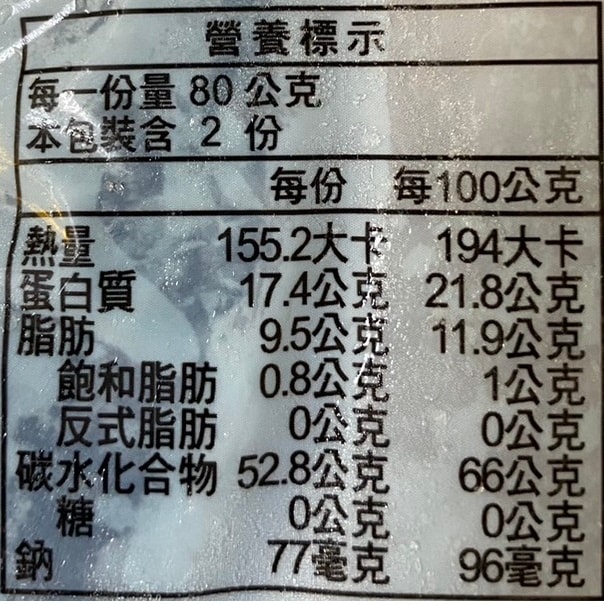 營養標示
每一份量 80 公克
本包裝含 2 份
每份 每100公克
熱量 155.2大卡 194大卡
蛋白質 17.4公克 21.8公克
脂肪 9.5公克 11.9公克
飽和脂肪 0.8公克 1公克
反式脂肪 0公克 0公克
碳水化合物 52.8公克 66公克
糖 0公克 0公克
鈉 77毫克 96毫克